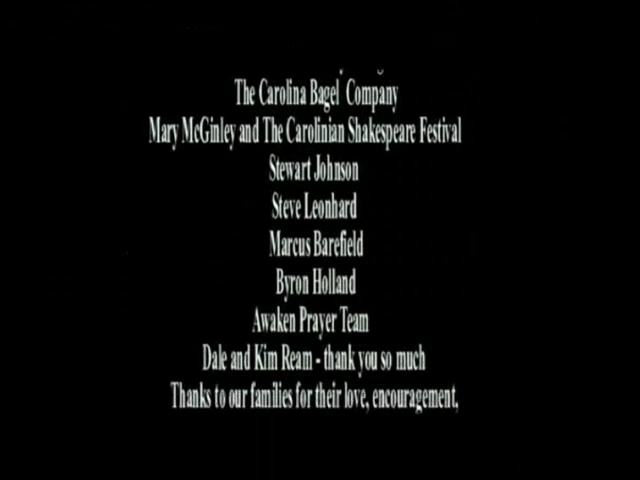 The Carolina Bagel Company
Mary McGinley and The Carolinian Shakespeare Festival
Stewart Johnson
Steve Leonhard
Marcus Barefield
Byron Holland
Awaken Prayer Team
Dale and Kim Ream - thank you so much
Thanks to our families for their love, encouragement,